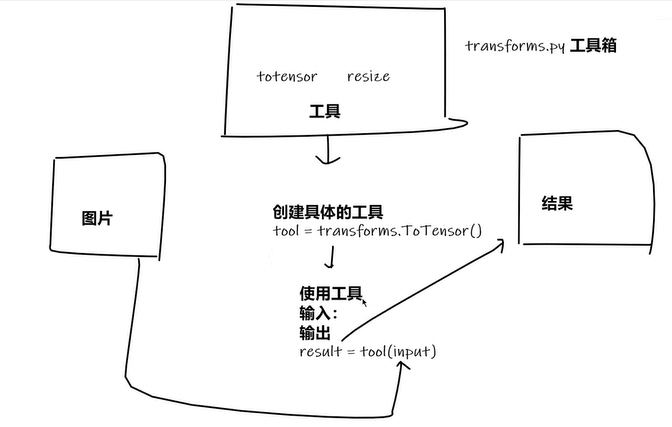 transforms.py 工具箱
totensor resize
工具
图片
结果
创建具体的工具
tool = transforms.ToTensor()
使用工具
输入：
输出
result = tool(input)